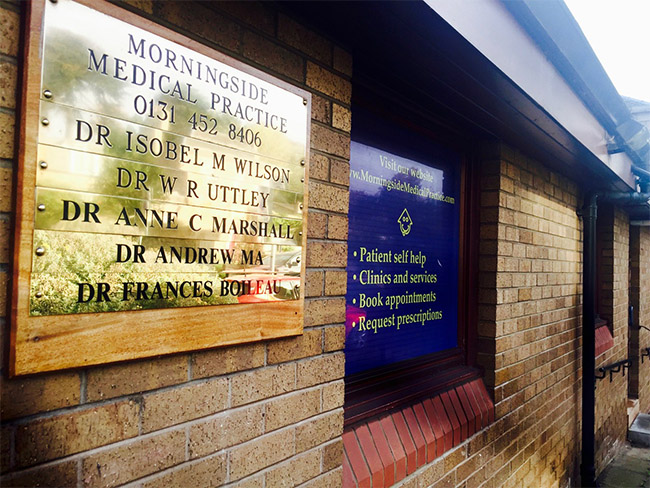 MORNINGSIDE
MEDICAL PRACTICE
0131 452 8406
DR ISOBEL M WILSON
DR W R UTTLEY
DR ANNE C MARSHALL
DR ANDREW MA
DR FRANCES BOILEAU
Visit our website
www.MorningsideMedicalPractice.com
• Patient self help
• Clinics and services
• Book appointments
• Request prescriptions